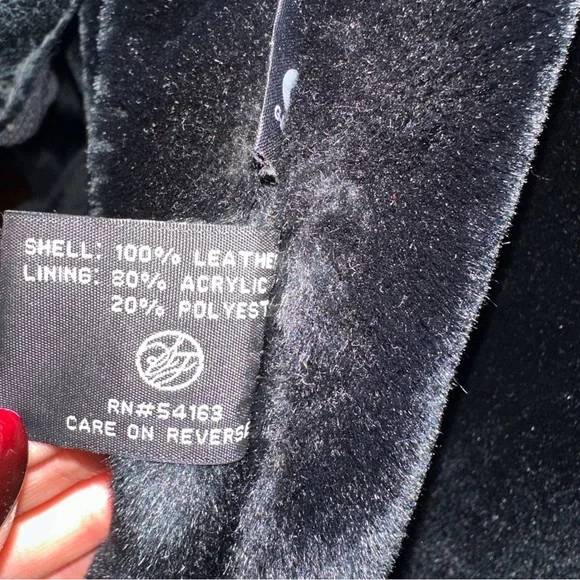 SHELL: 100% LEATHE
LINING: 80% ACRYLIC
20% POLYEST
RN#54163
CARE ON REVERSE